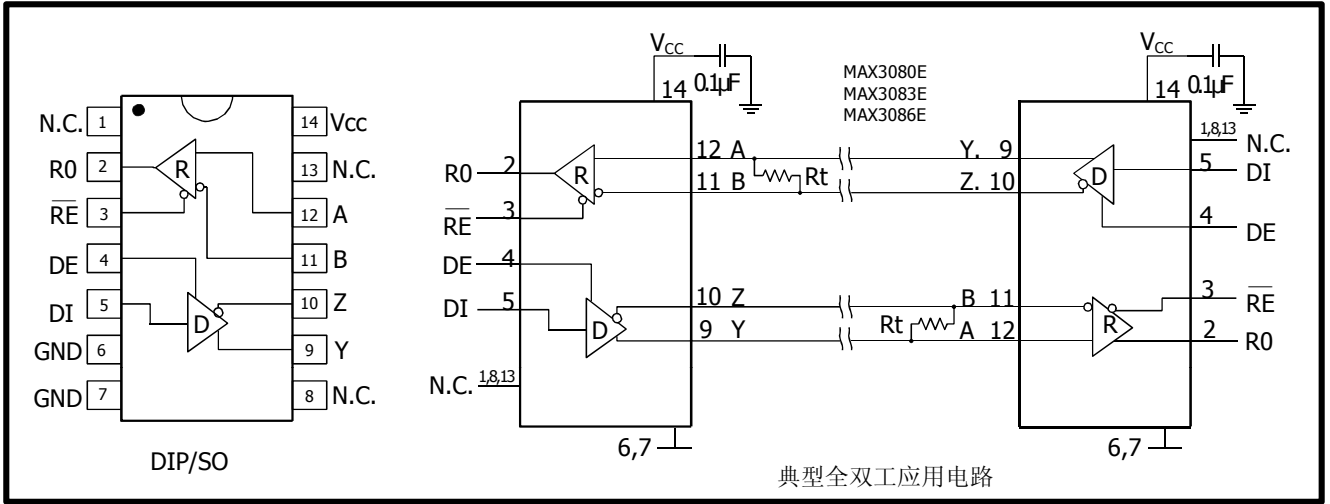 N.C. 1
R0 2
RE 3
DE 4
DI 5
GND 6
GND 7
14 Vcc
13 N.C.
12 A
11 B
10 Z
9 Y
8 N.C.
R
D
DIP/SO
VCC
14 0.1µF
R0 2
RE 3
DE 4
DI 5
N.C. 1,8,13
R
D
12 A
11 B
Rt
10 Z
9 Y
6,7
MAX3080E
MAX3083E
MAX3086E
VCC
14 0.1µF
Y. 9
Z. 10
D
1,8,13 N.C.
5 DI
4 DE
B 11
Rt
A 12
R
3 RE
2 R0
6,7
典型全双工应用电路